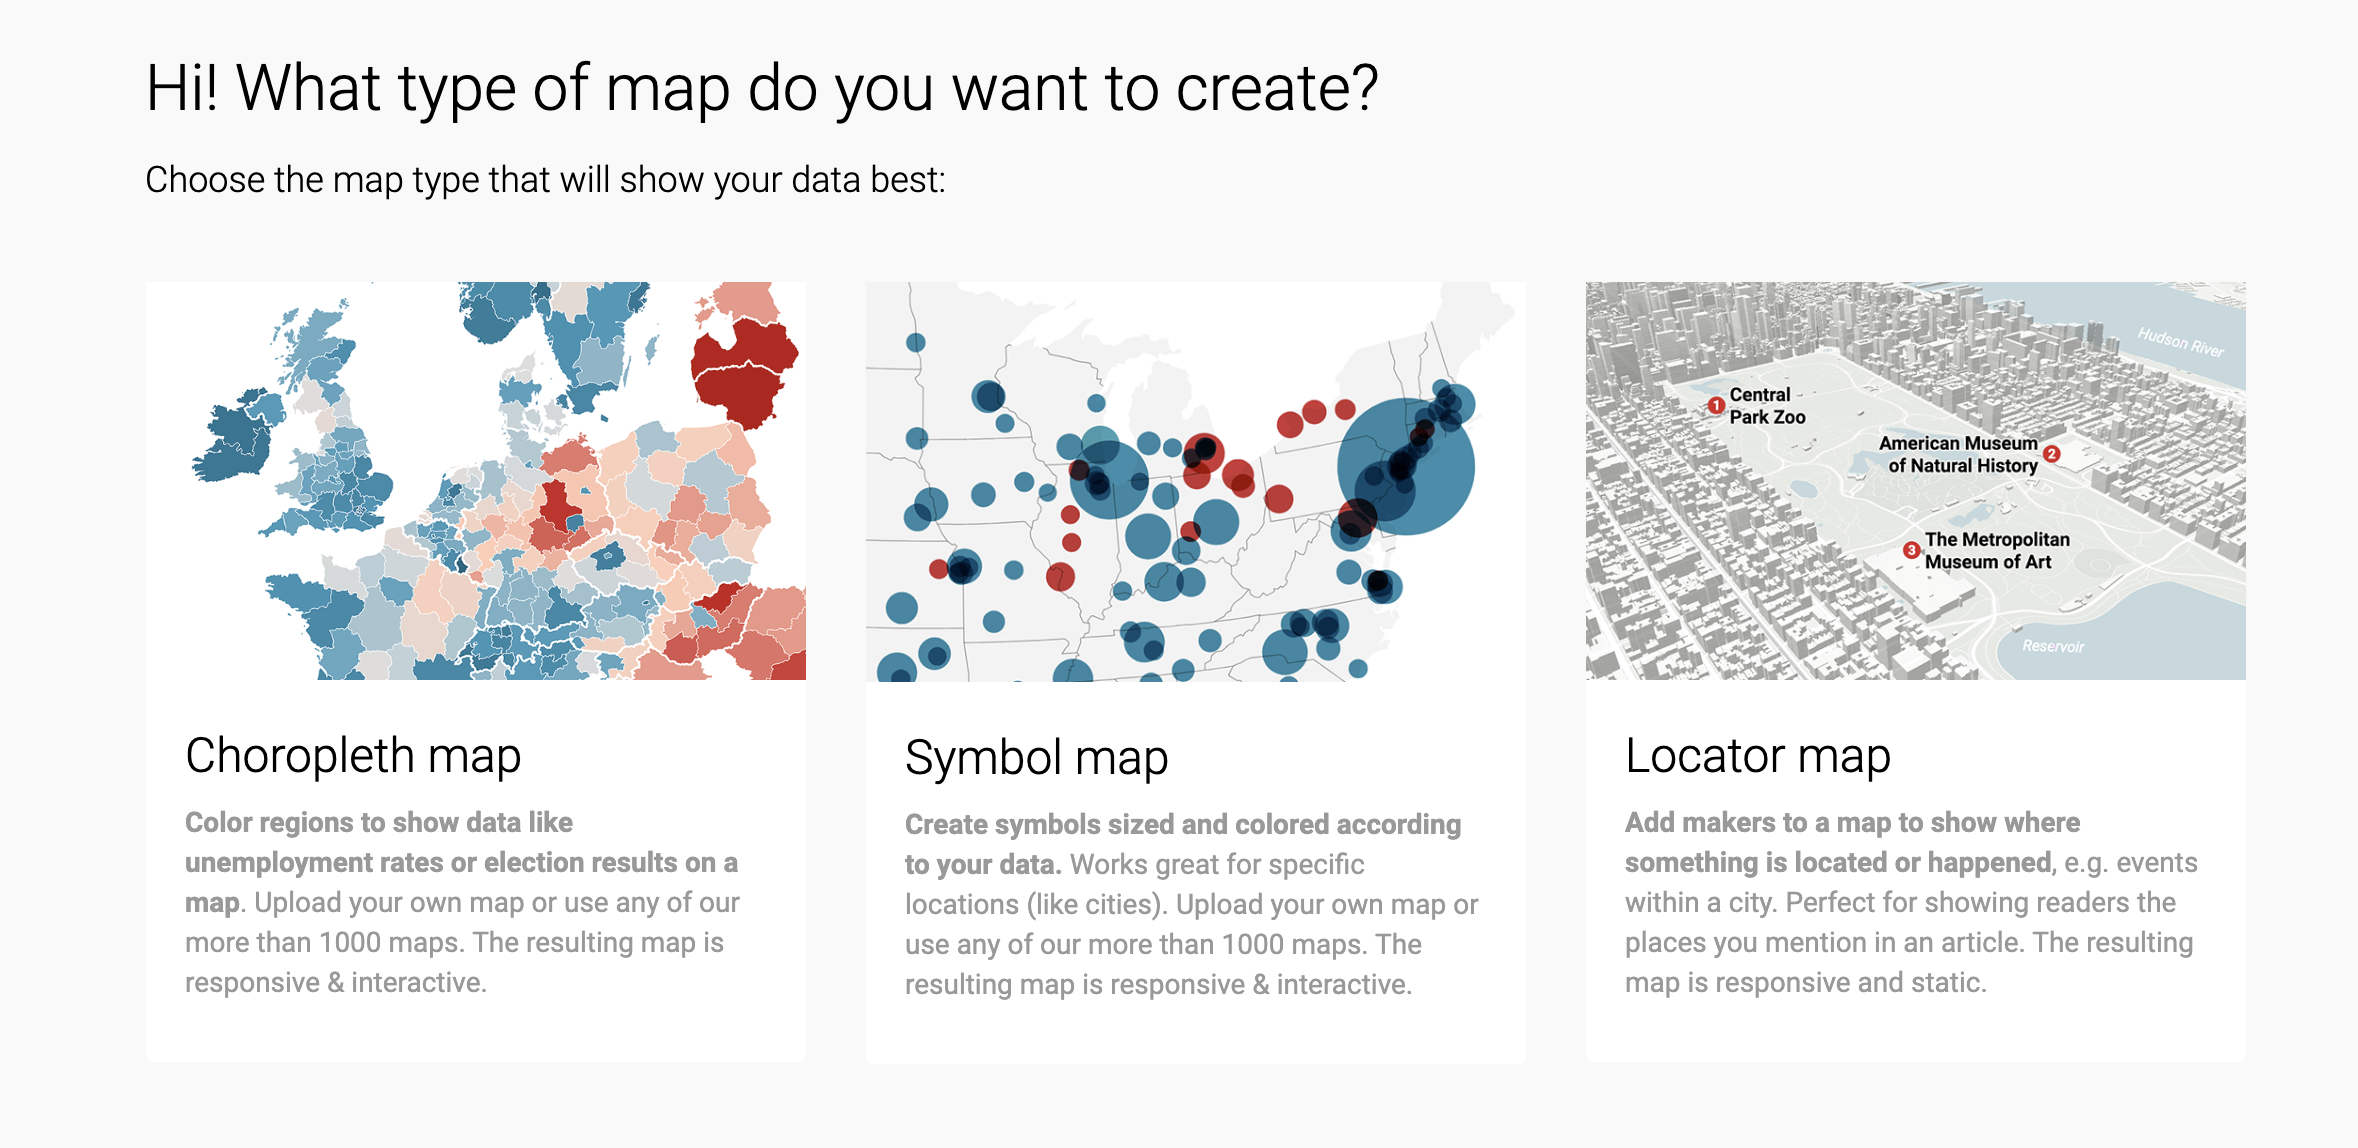 Hi! What type of map do you want to create?
Choose the map type that will show your data best:
Choropleth map
Color regions to show data like
unemployment rates or election results on a
map. Upload your own map or use any of our
more than 1000 maps. The resulting map is
responsive & interactive.
Symbol map
Create symbols sized and colored according
to your data. Works great for specific
locations (like cities). Upload your own map or
use any of our more than 1000 maps. The
resulting map is responsive & interactive.
Hudson River
1
Central
Park Zoo
American Museum
of Natural History
2
3
The Metropolitan
Museum of Art
Reservoir
Locator map
Add makers to a map to show where
something is located or happened, e.g. events
within a city. Perfect for showing readers the
places you mention in an article. The resulting
map is responsive and static.